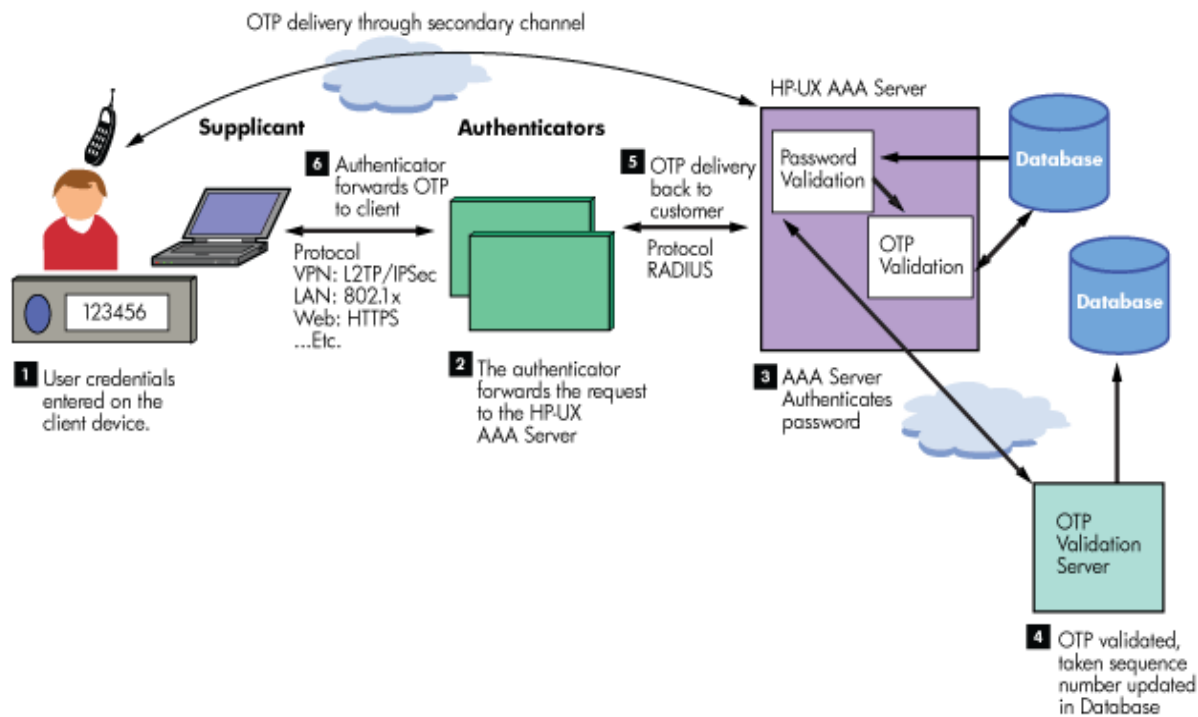 OTP delivery through secondary channel
HP-UX AAA Server
Supplicant
Authenticators
6 Authenticator
forwards OTP
to client
5 OTP delivery
back to
customer
Password
Validation
Database
Protocol
VPN: L2TP/IPSec
LAN: 802.1x
Web: HTTPS
...Etc.
Protocol
RADIUS
OTP
Validation
Database
123456
1 User credentials
entered on the
client device.
2 The authenticator
forwards the request
to the HP-UX
AAA Server
3 AAA Server
Authenticates
password
OTP
Validation
Server
4 OTP validated,
taken sequence
number updated
in Database